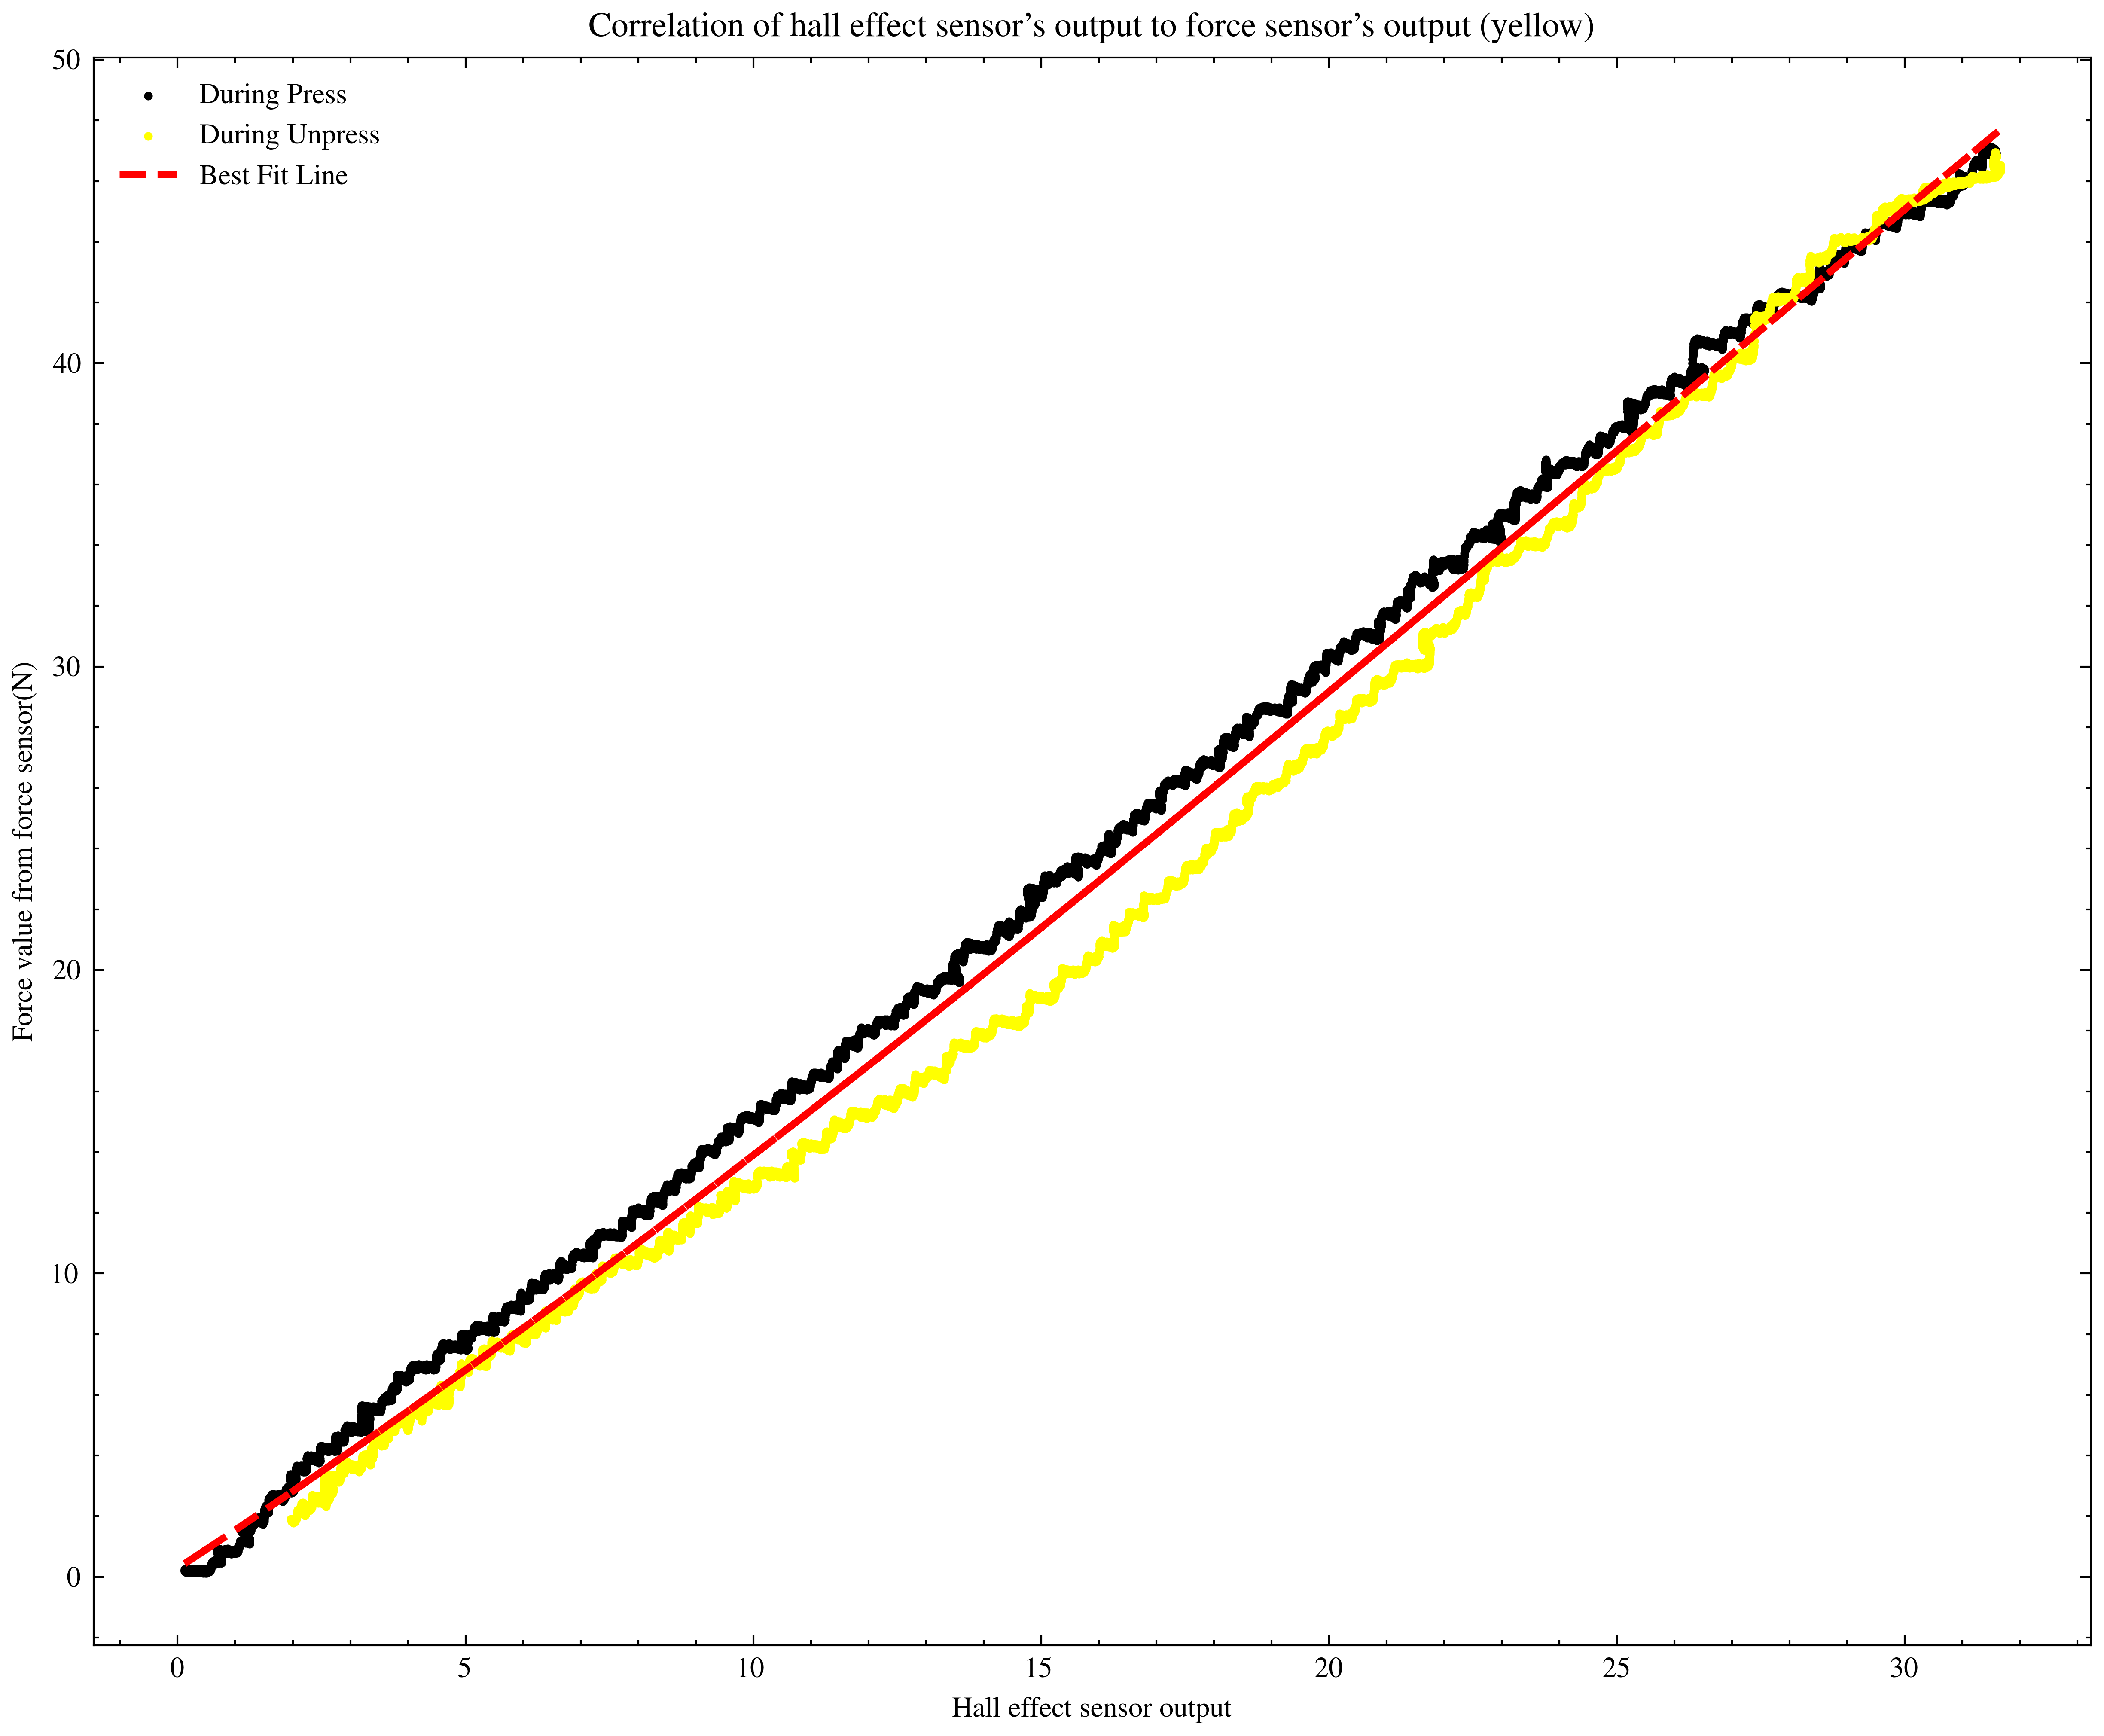 Correlation of hall effect sensor’s output to force sensor’s output (yellow)
50
40
30
20
10
0
During Press
During Unpress
Best Fit Line
Force value from force sensor(N)
0 5 10 15 20 25 30
Hall effect sensor output